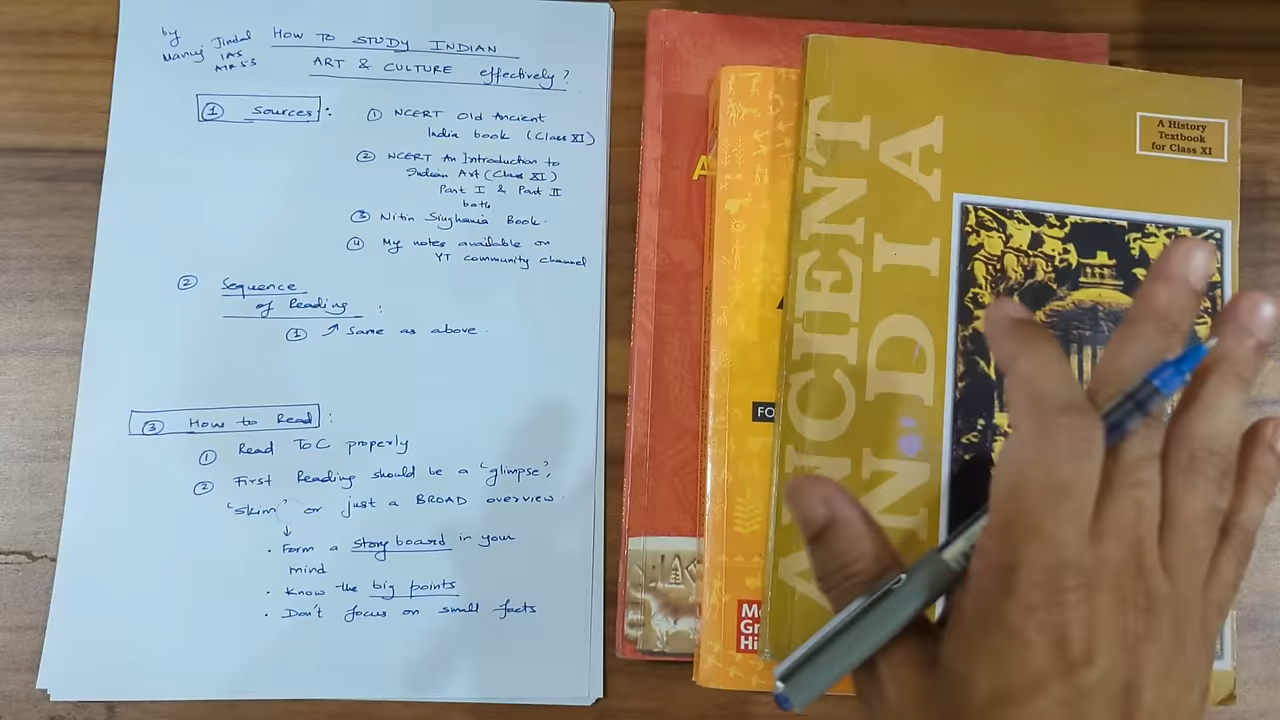 by
Manuj Jindal
IAS
AIR 53
HOW TO STUDY INDIAN
ART & CULTURE effectively?
① Sources :
① NCERT Old Ancient
India book (Class XI)
② NCERT An Introduction to
Indian Art (Class XI)
Part I & Part II
both
③ Nitin Singhania Book.
④ My notes available on
YT community channel
② Sequence
of Reading :
① ↗ Same as above.
③ How to Read :
① Read ToC properly
② First Reading should be a 'glimpse',
'skim' or just a BROAD overview.
↓
• Form a story board in your
mind
• Know the big points
• Don't focus on small facts
A History
Textbook
for Class XI
ANCIENT
INDIA
A
FO
Mc
Gr
Hi